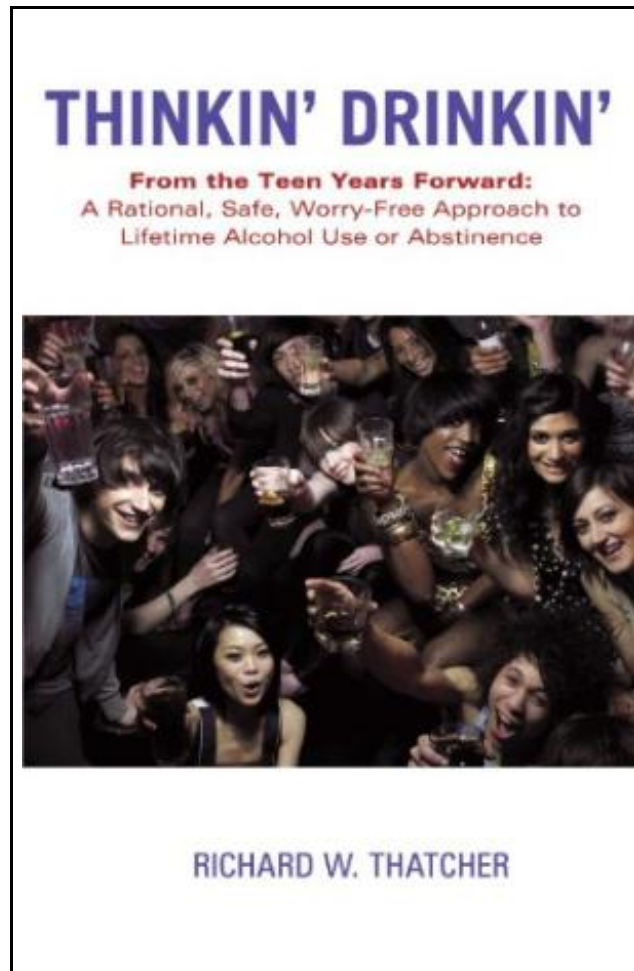 THINKIN' DRINKIN'
From the Teen Years Forward:
A Rational, Safe, Worry-Free Approach to
Lifetime Alcohol Use or Abstinence
RICHARD W. THATCHER